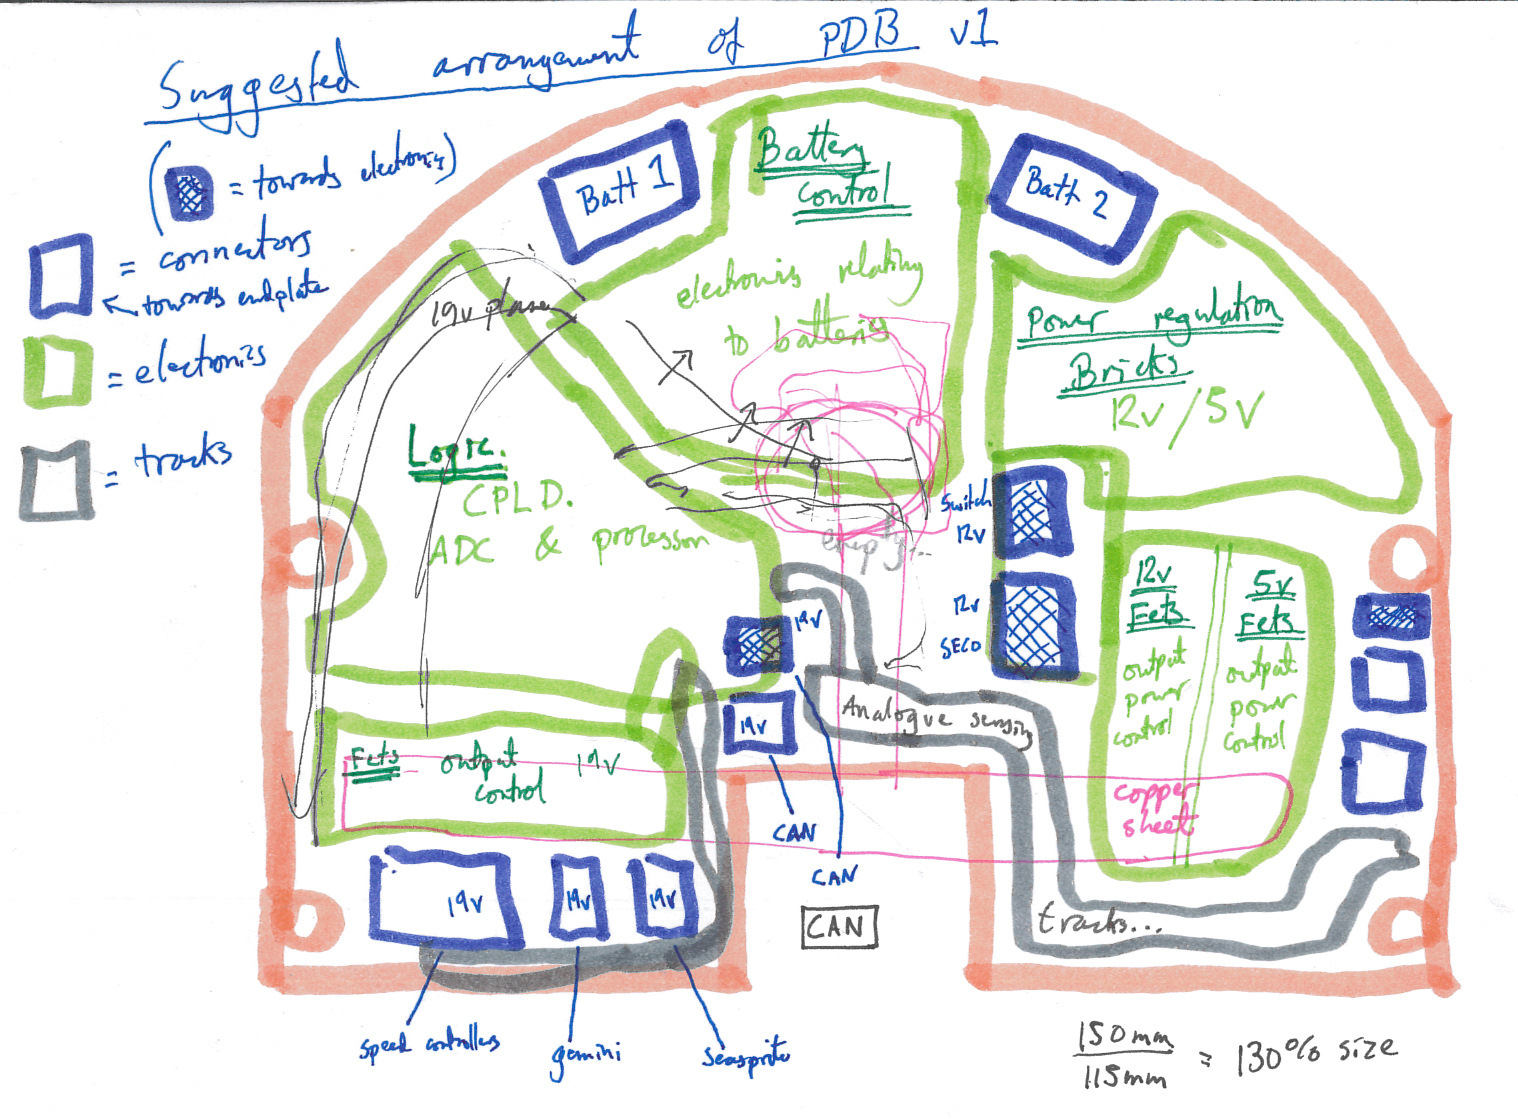 Suggested arrangement of PDB v1
( = towards electronics)
= connectors
← towards endplate
= electronics
= tracks
Batt 1
Battery
control
Batt 2
electronics relating
to batteries
19v plane
Power regulation
Bricks
12v / 5V
Logic.
CPLD.
ADC & processor
empty...
Switch
12v
12v
SECO
12v
Fets
output
power
control
5v
Fets
output
power
control
19v
19v
Analogue sensing
Fets output 19v
control
copper
sheet
CAN
CAN
CAN
19v
19v
19v
tracks...
speed controllers
gemini
seasprite
150mm
115mm
= 130% size